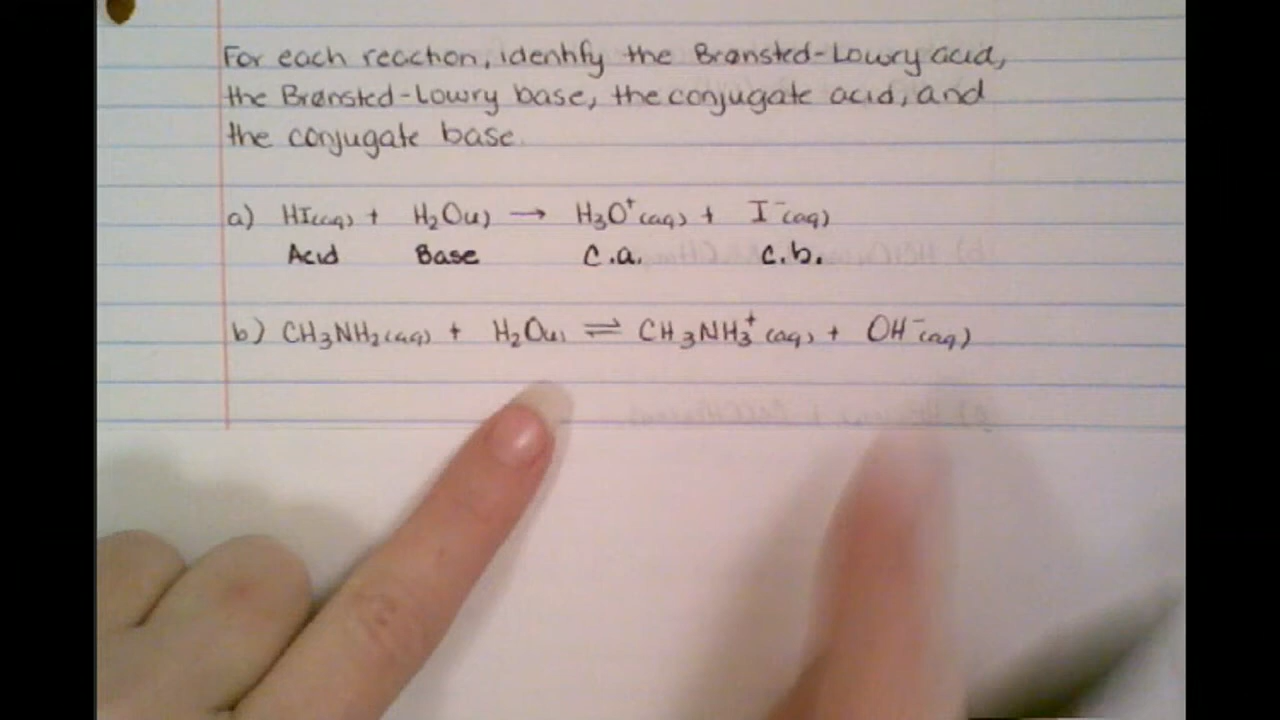 For each reaction, identify the Brønsted-Lowry acid,
the Brønsted-Lowry base, the conjugate acid, and
the conjugate base.
a) HI(aq) + H₂O(l) → H₃O⁺(aq) + I⁻(aq)
Acid Base C.a. C.b.
b) CH₃NH₂(aq) + H₂O(l) ⇌ CH₃NH₃⁺(aq) + OH⁻(aq)